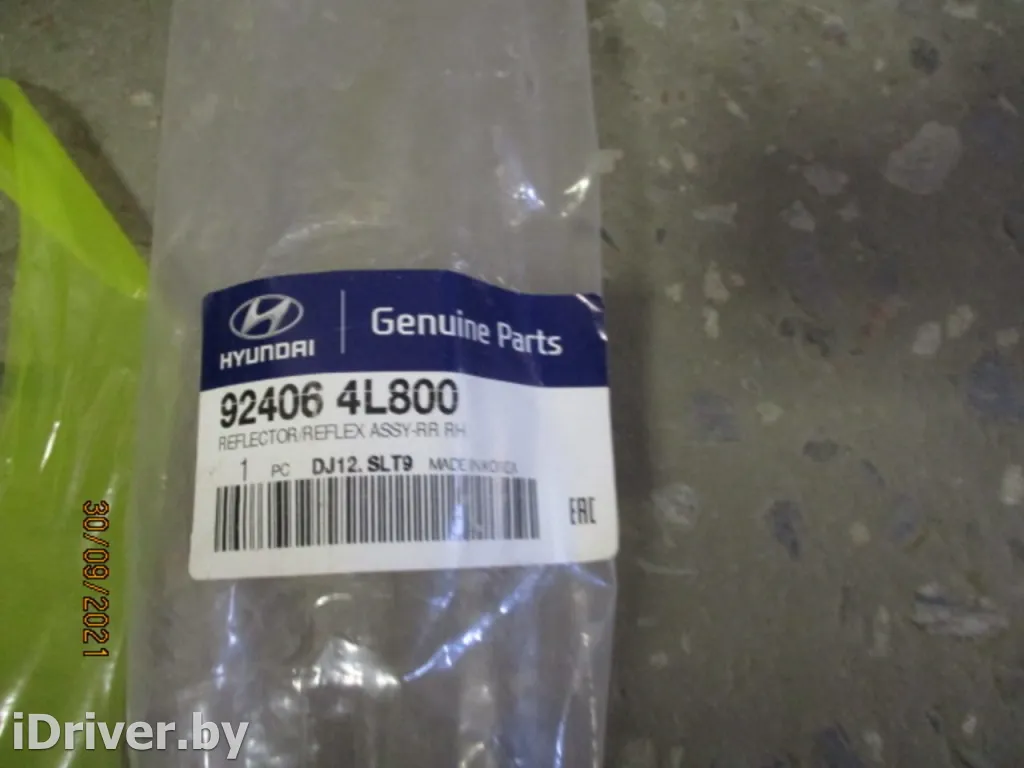 HYUNDAI
Genuine Parts
92406 4L800
REFLECTOR/REFLEX ASSY-RR RH
1 PC DJ12. SLT9 MADE IN KOREA
EAC
30/09/2021
iDriver.by